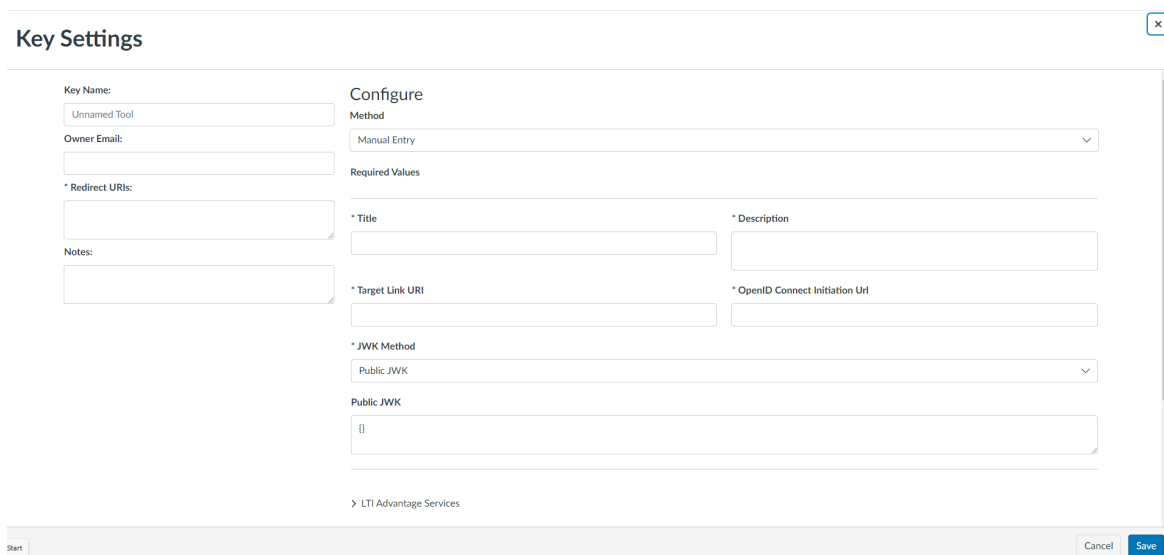 Key Settings
×
Key Name:
Unnamed Tool
Owner Email:
* Redirect URIs:
Notes:
Configure
Method
Manual Entry
Required Values
* Title
* Description
* Target Link URI
* OpenID Connect Initiation Url
* JWK Method
Public JWK
Public JWK
{}
LTI Advantage Services
Start
Cancel
Save